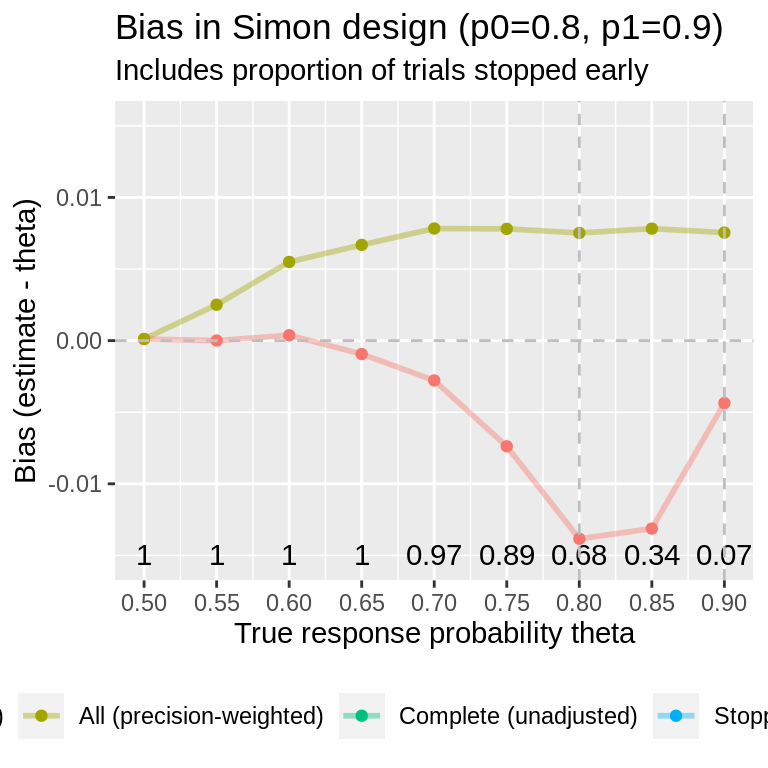 Bias in Simon design (p0=0.8, p1=0.9)
Includes proportion of trials stopped early
Bias (estimate - theta)
0.01
0.00
-0.01
1 1 1 1 0.97 0.89 0.68 0.34 0.07
0.50 0.55 0.60 0.65 0.70 0.75 0.80 0.85 0.90
True response probability theta
) All (precision-weighted) Complete (unadjusted) Stopp